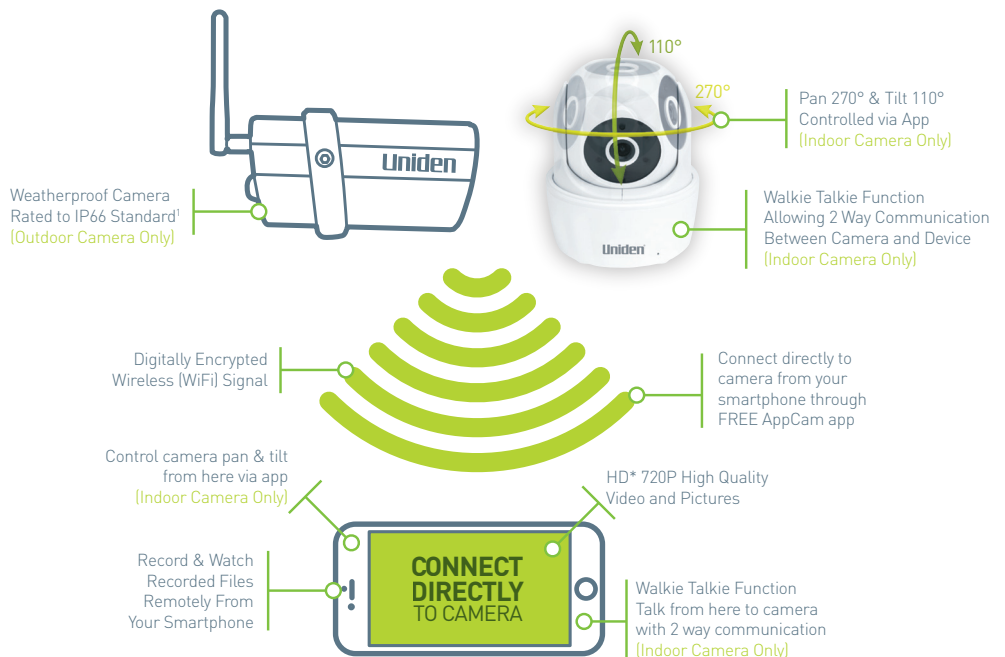 110°
270°
Pan 270° & Tilt 110°
Controlled via App
(Indoor Camera Only)
Uniden
Weatherproof Camera
Rated to IP66 Standard¹
(Outdoor Camera Only)
Walkie Talkie Function
Allowing 2 Way Communication
Between Camera and Device
(Indoor Camera Only)
Uniden
Digitally Encrypted
Wireless (WiFi) Signal
Connect directly to
camera from your
smartphone through
FREE AppCam app
Control camera pan & tilt
from here via app
(Indoor Camera Only)
HD* 720P High Quality
Video and Pictures
Record & Watch
Recorded Files
Remotely From
Your Smartphone
CONNECT
DIRECTLY
TO CAMERA
Walkie Talkie Function
Talk from here to camera
with 2 way communication
(Indoor Camera Only)